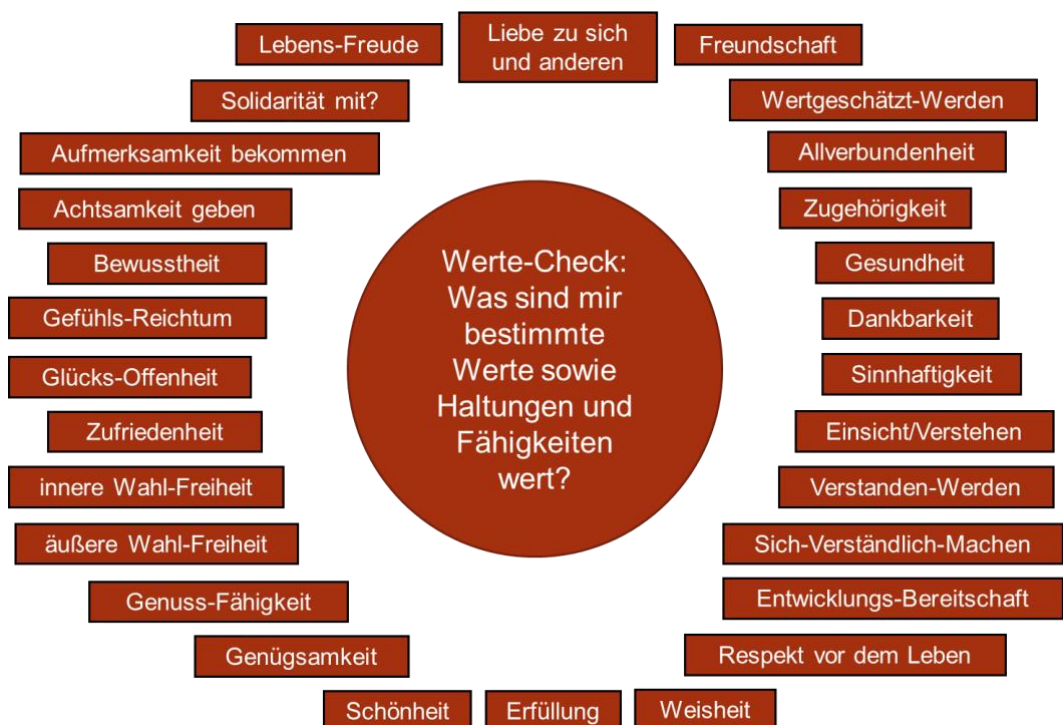 Lebens-Freude
Liebe zu sich
und anderen
Freundschaft
Solidarität mit?
Wertgeschätzt-Werden
Aufmerksamkeit bekommen
Allverbundenheit
Achtsamkeit geben
Zugehörigkeit
Bewusstheit
Gesundheit
Gefühls-Reichtum
Dankbarkeit
Glücks-Offenheit
Sinnhaftigkeit
Zufriedenheit
Einsicht/Verstehen
innere Wahl-Freiheit
Verstanden-Werden
äußere Wahl-Freiheit
Sich-Verständlich-Machen
Genuss-Fähigkeit
Entwicklungs-Bereitschaft
Genügsamkeit
Respekt vor dem Leben
Schönheit
Erfüllung
Weisheit
Werte-Check:
Was sind mir
bestimmte
Werte sowie
Haltungen und
Fähigkeiten
wert?